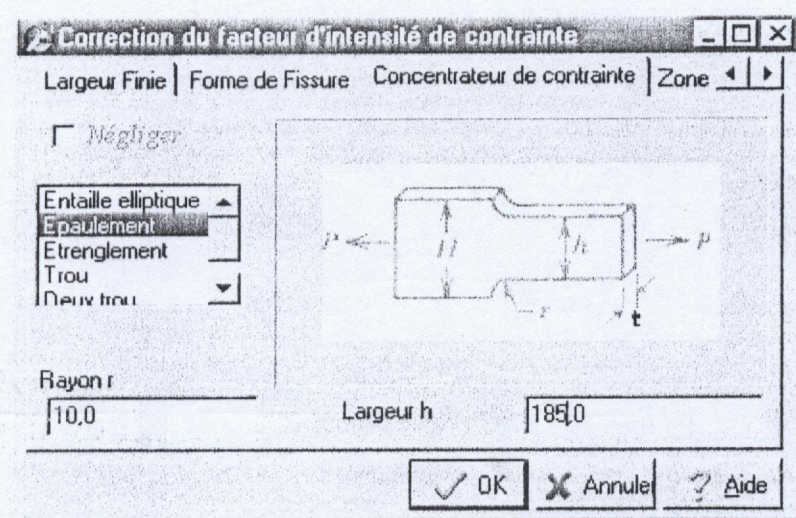 Correction du facteur d'intensité de contrainte
Largeur Finie Forme de Fissure Concentrateur de contrainte Zone
Négliger
Entaille elliptique
Epaulement
Etrenglement
Trou
Deux trou
P H h P
r
t
Rayon r
10,0
Largeur h
185,0
OK Annuler ? Aide